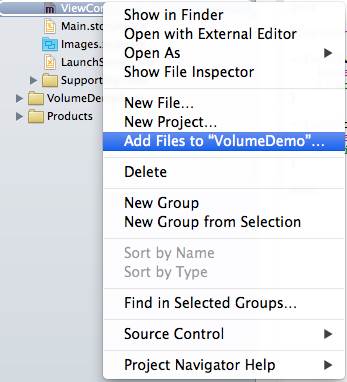 ViewCon
Main.sto
Images.
LaunchS
Support
VolumeDe
Products
Show in Finder
Open with External Editor
Open As
Show File Inspector
New File...
New Project...
Add Files to “VolumeDemo”...
Delete
New Group
New Group from Selection
Sort by Name
Sort by Type
Find in Selected Groups...
Source Control
Project Navigator Help